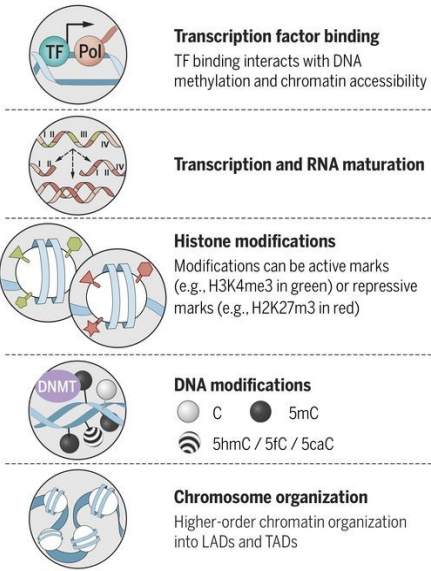 TF Pol
Transcription factor binding
TF binding interacts with DNA
methylation and chromatin accessibility
I II III
IV
I II I II IV
Transcription and RNA maturation
Histone modifications
Modifications can be active marks
(e.g., H3K4me3 in green) or repressive
marks (e.g., H2K27m3 in red)
DNMT
DNA modifications
C 5mC
5hmC / 5fC / 5caC
Chromosome organization
Higher-order chromatin organization
into LADs and TADs